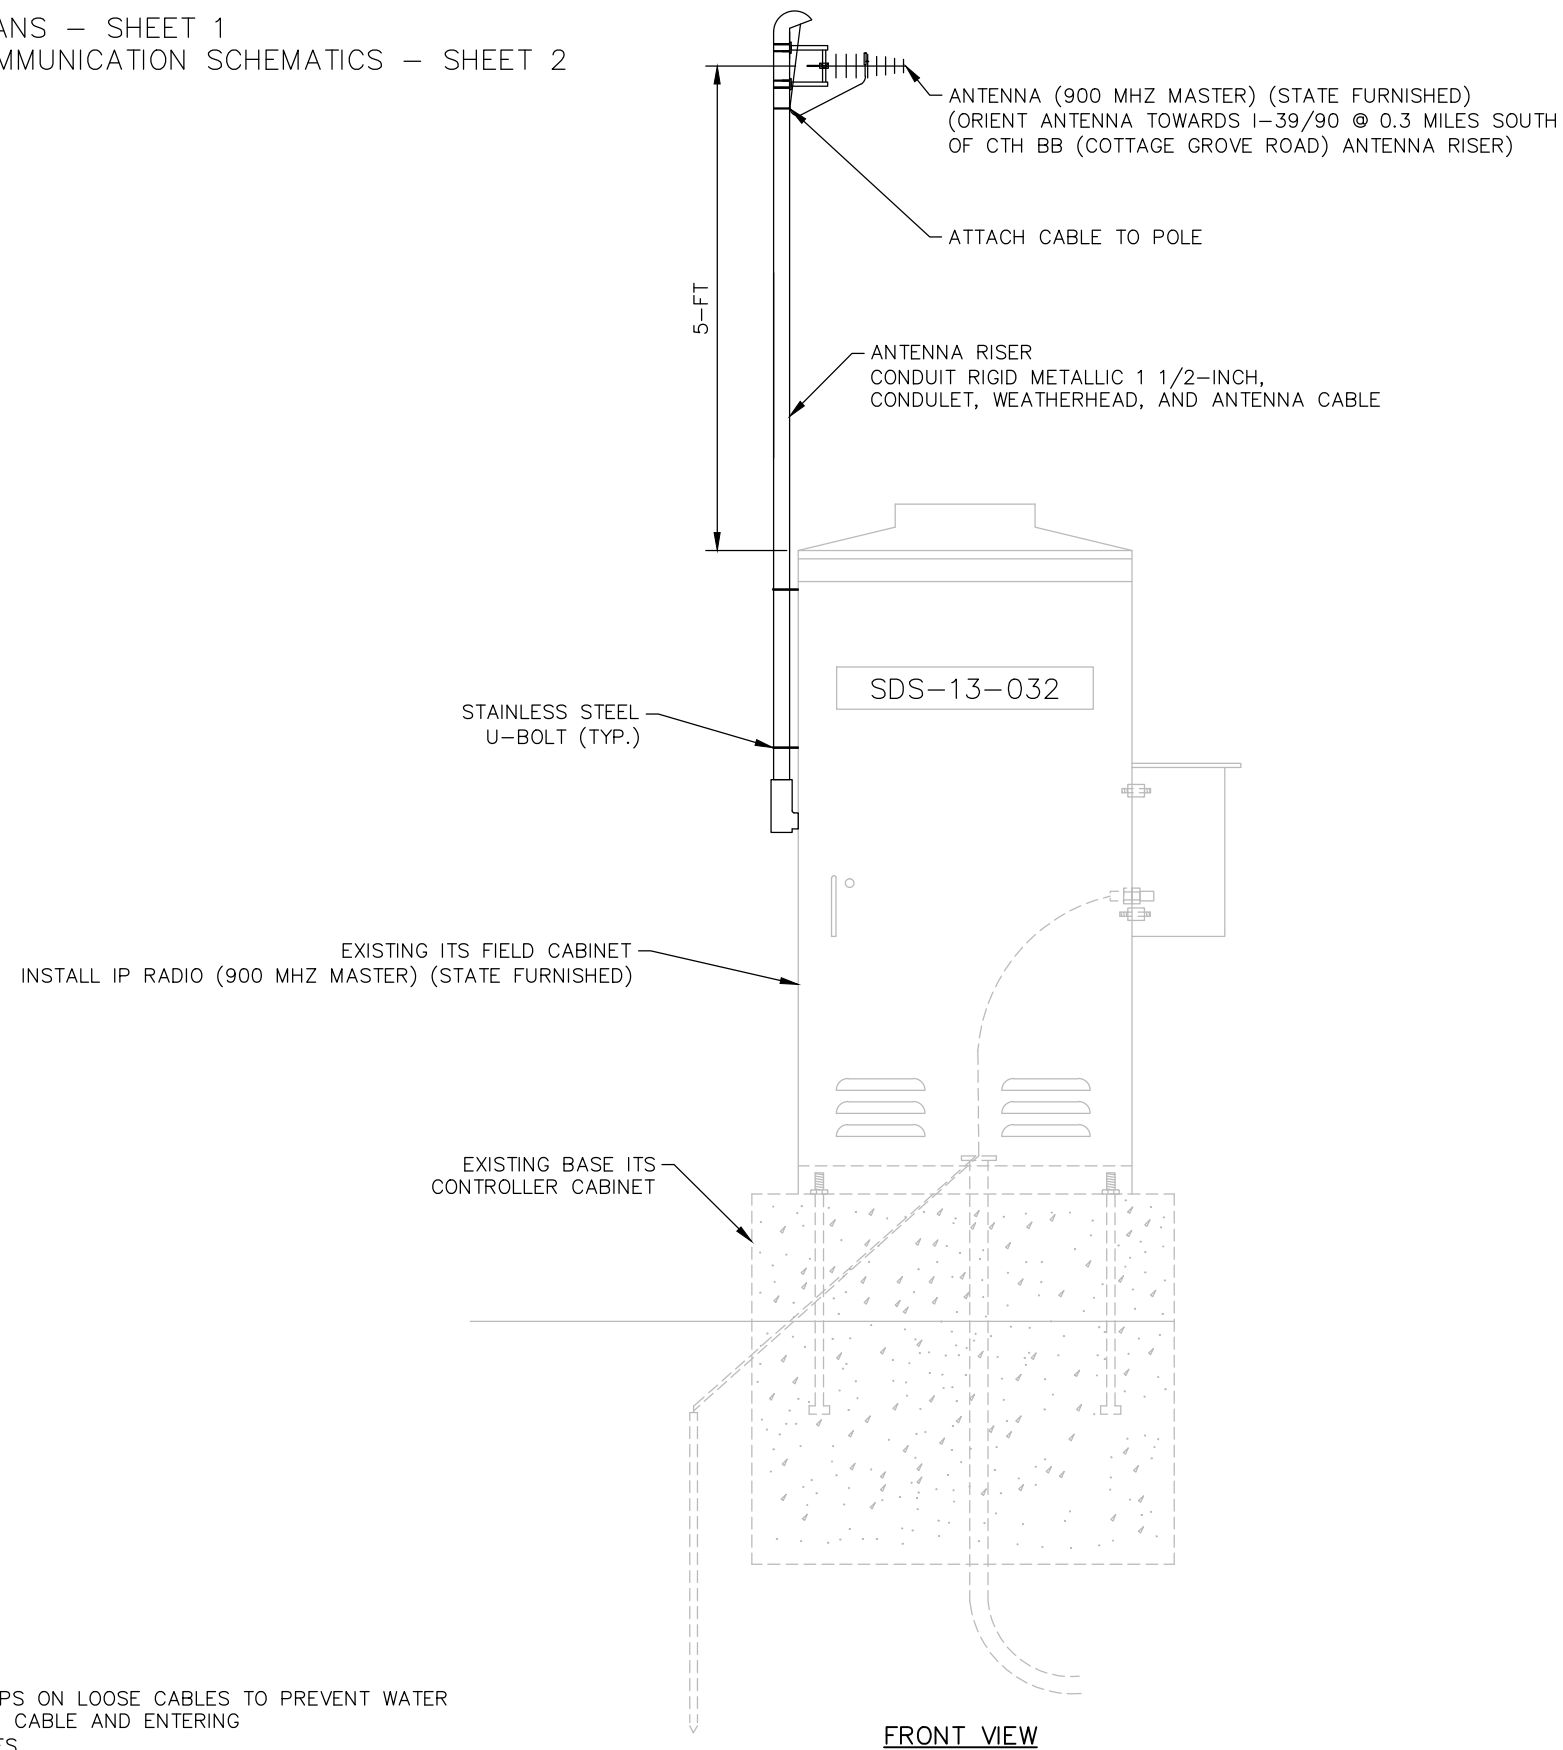 ANS – SHEET 1
MMUNICATION SCHEMATICS – SHEET 2
ANTENNA (900 MHZ MASTER) (STATE FURNISHED)
(ORIENT ANTENNA TOWARDS I–39/90 @ 0.3 MILES SOUTH
OF CTH BB (COTTAGE GROVE ROAD) ANTENNA RISER)
ATTACH CABLE TO POLE
5–FT
ANTENNA RISER
CONDUIT RIGID METALLIC 1 1/2–INCH,
CONDULET, WEATHERHEAD, AND ANTENNA CABLE
SDS–13–032
STAINLESS STEEL
U–BOLT (TYP.)
EXISTING ITS FIELD CABINET
INSTALL IP RADIO (900 MHZ MASTER) (STATE FURNISHED)
EXISTING BASE ITS
CONTROLLER CABINET
PS ON LOOSE CABLES TO PREVENT WATER
CABLE AND ENTERING
ES
FRONT VIEW